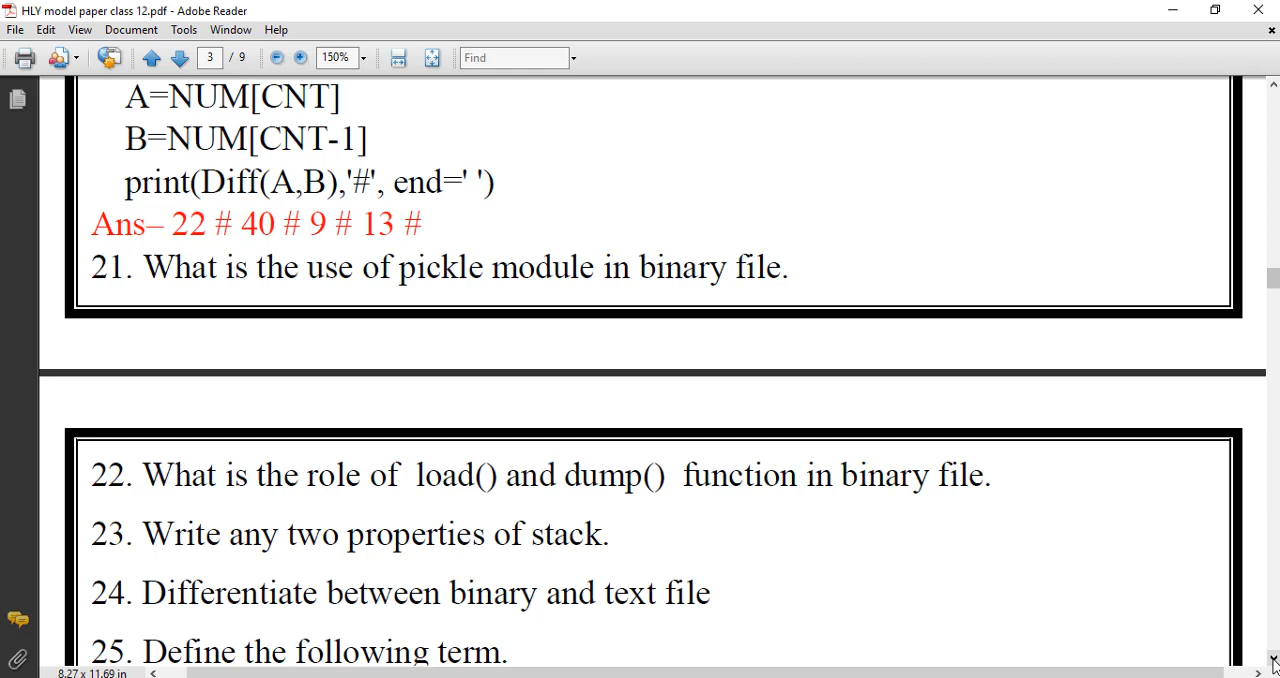 HLY model paper class 12.pdf - Adobe Reader
File Edit View Document Tools Window Help
3 / 9 150% Find
A=NUM[CNT]
B=NUM[CNT-1]
print(Diff(A,B),'#', end=' ')
Ans– 22 # 40 # 9 # 13 #
21. What is the use of pickle module in binary file.
22. What is the role of load() and dump() function in binary file.
23. Write any two properties of stack.
24. Differentiate between binary and text file
25. Define the following term.
8.27 x 11.69 in